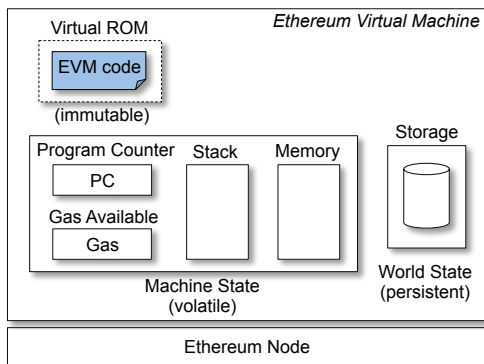 Ethereum Virtual Machine
Virtual ROM
EVM code
(immutable)
Program Counter
PC
Gas Available
Gas
Stack
Memory
Machine State
(volatile)
Storage
World State
(persistent)
Ethereum Node